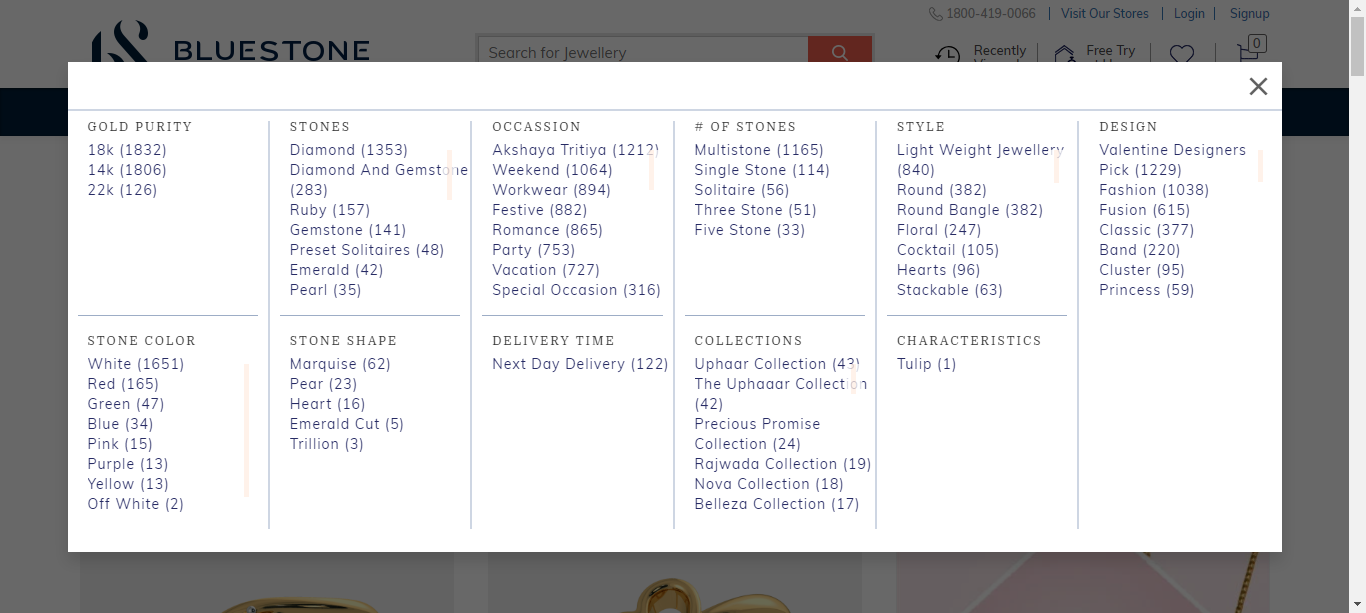 1800-419-0066 | Visit Our Stores | Login | Signup
BLUESTONE
Search for Jewellery
Recently
Free Try
0
GOLD PURITY
18k (1832)
14k (1806)
22k (126)
STONES
Diamond (1353)
Diamond And Gemstone
(283)
Ruby (157)
Gemstone (141)
Preset Solitaires (48)
Emerald (42)
Pearl (35)
OCCASSION
Akshaya Tritiya (1212)
Weekend (1064)
Workwear (894)
Festive (882)
Romance (865)
Party (753)
Vacation (727)
Special Occasion (316)
# OF STONES
Multistone (1165)
Single Stone (114)
Solitaire (56)
Three Stone (51)
Five Stone (33)
STYLE
Light Weight Jewellery
(840)
Round (382)
Round Bangle (382)
Floral (247)
Cocktail (105)
Hearts (96)
Stackable (63)
DESIGN
Valentine Designers
Pick (1229)
Fashion (1038)
Fusion (615)
Classic (377)
Band (220)
Cluster (95)
Princess (59)
STONE COLOR
White (1651)
Red (165)
Green (47)
Blue (34)
Pink (15)
Purple (13)
Yellow (13)
Off White (2)
STONE SHAPE
Marquise (62)
Pear (23)
Heart (16)
Emerald Cut (5)
Trillion (3)
DELIVERY TIME
Next Day Delivery (122)
COLLECTIONS
Uphaar Collection (43)
The Uphaaar Collection
(42)
Precious Promise
Collection (24)
Rajwada Collection (19)
Nova Collection (18)
Belleza Collection (17)
CHARACTERISTICS
Tulip (1)